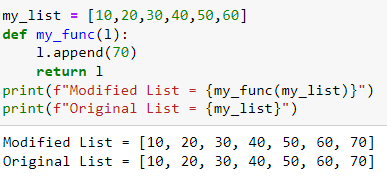 my_list = [10,20,30,40,50,60]
def my_func(l):
    l.append(70)
    return l
print(f"Modified List = {my_func(my_list)}")
print(f"Original List = {my_list}")
Modified List = [10, 20, 30, 40, 50, 60, 70]
Original List = [10, 20, 30, 40, 50, 60, 70]